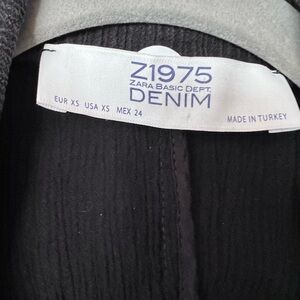 Z1975
ZARA BASIC DEPT.
DENIM
EUR XS USA XS MEX 24
MADE IN TURKEY